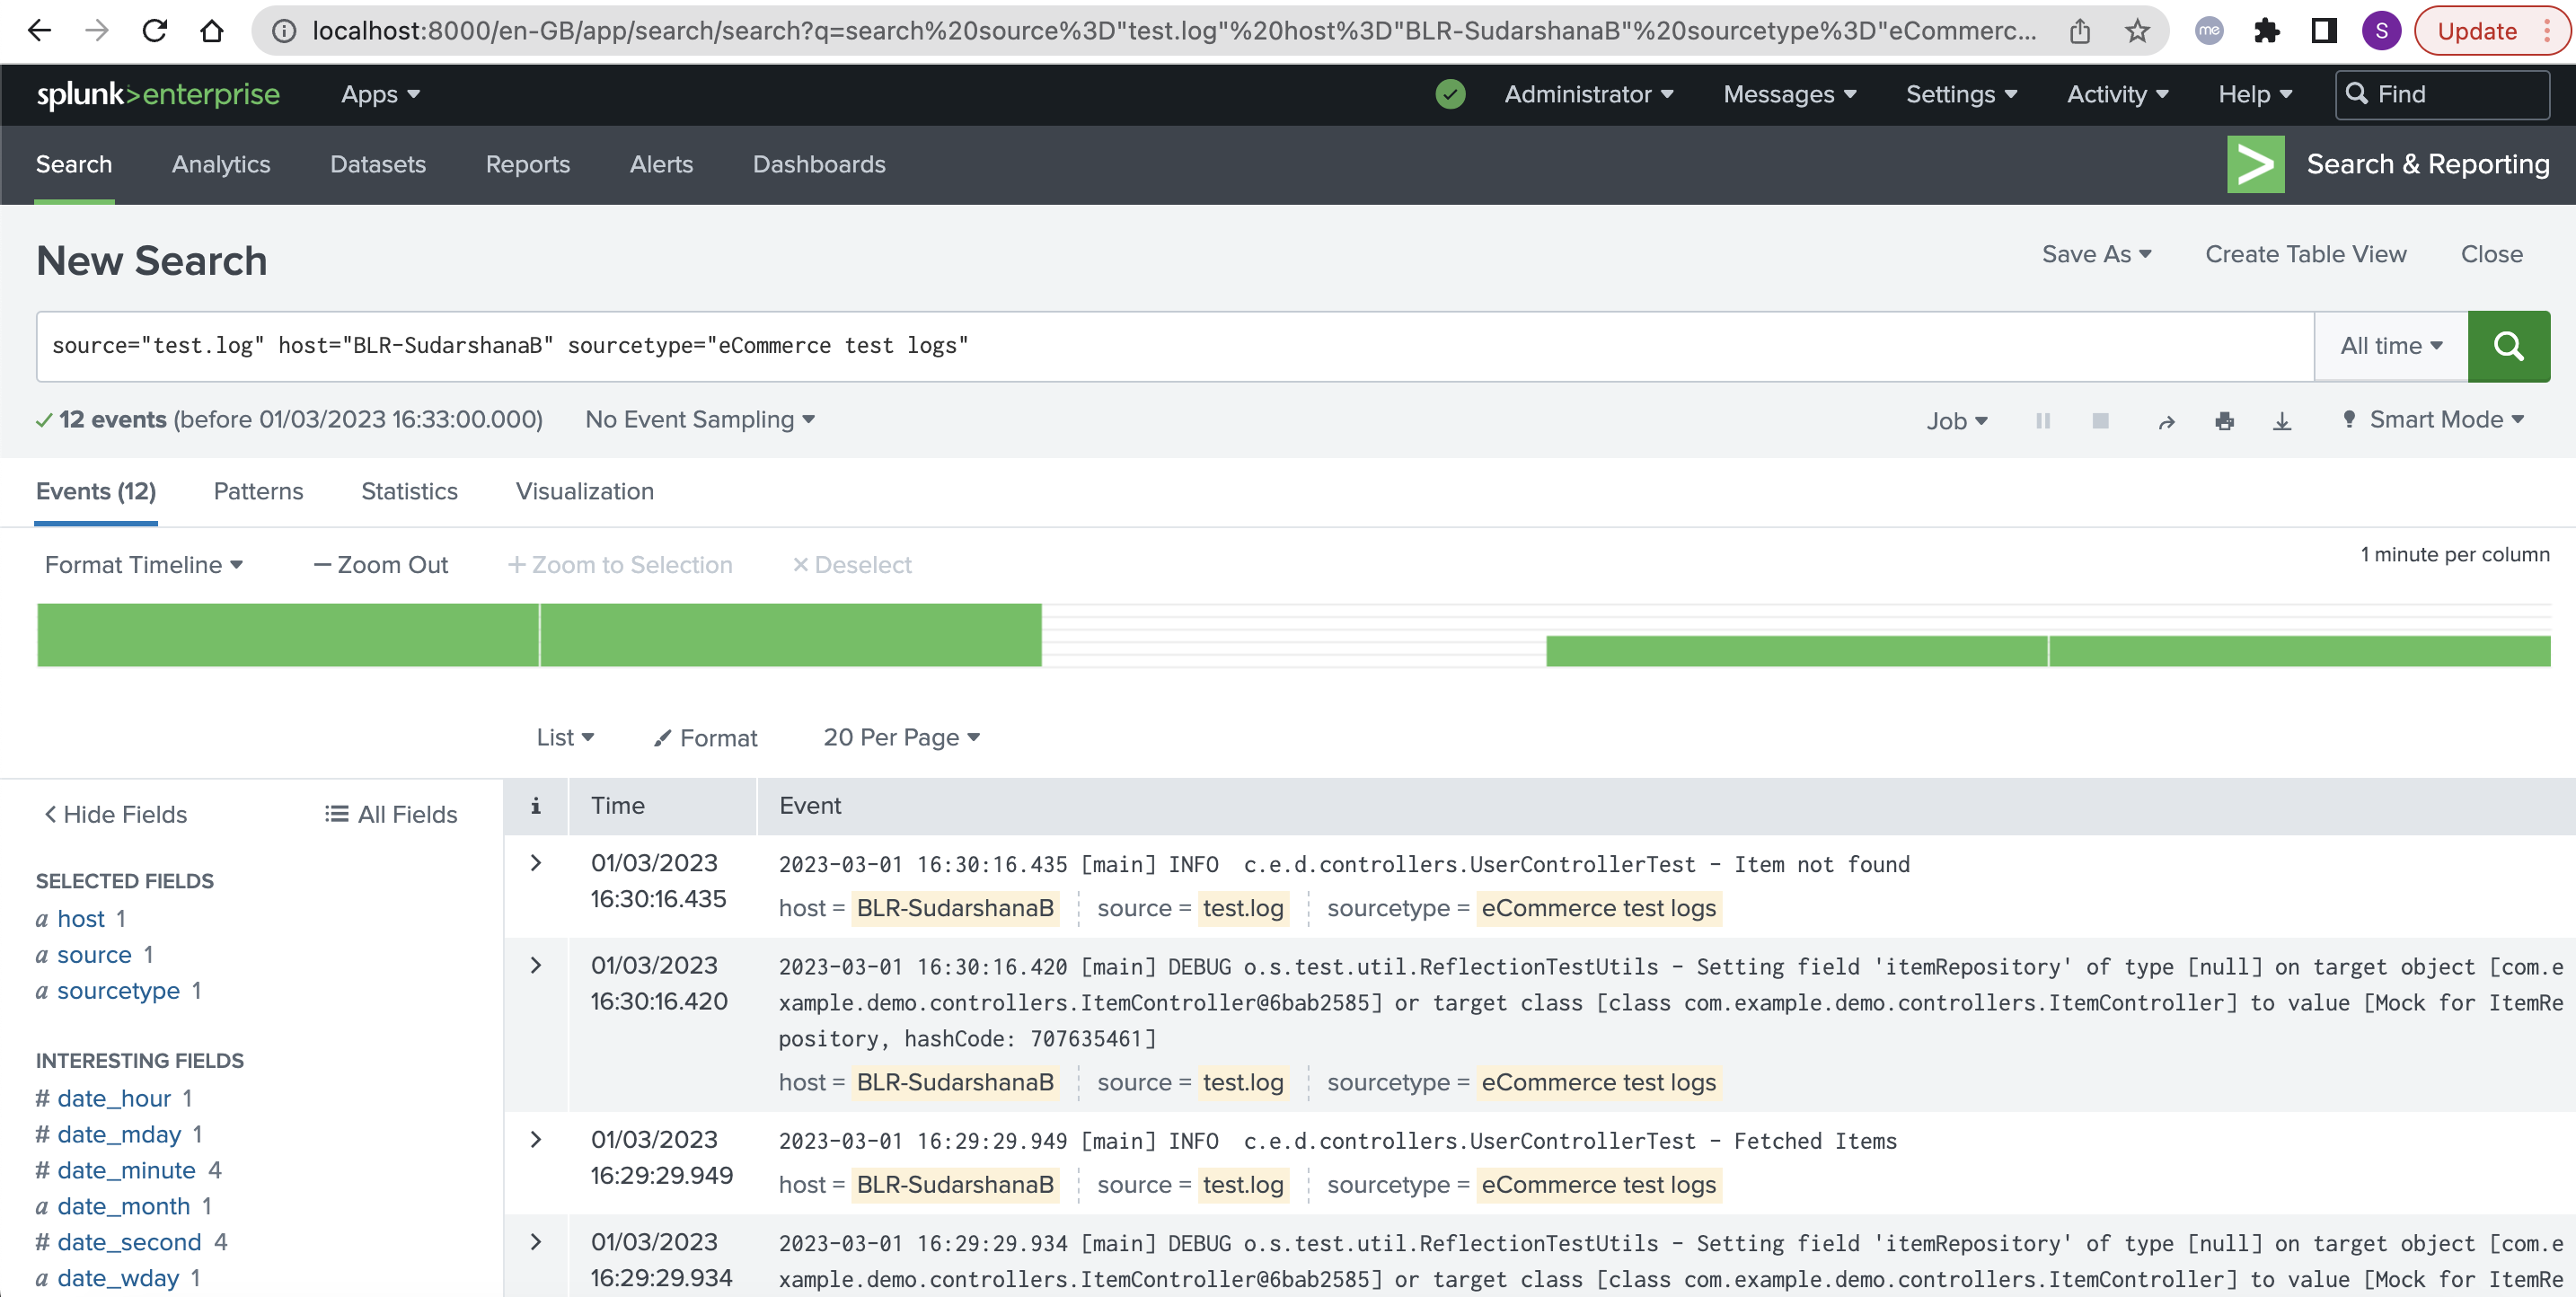 localhost:8000/en-GB/app/search/search?q=search%20source%3D"test.log"%20host%3D"BLR-SudarshanaB"%20sourcetype%3D"eCommerc...
me
S
Update
splunk>enterprise Apps
Administrator Messages Settings Activity Help Find
Search Analytics Datasets Reports Alerts Dashboards
> Search & Reporting
New Search
Save As Create Table View Close
source="test.log" host="BLR-SudarshanaB" sourcetype="eCommerce test logs"
All time
12 events (before 01/03/2023 16:33:00.000) No Event Sampling
Job Smart Mode
Events (12) Patterns Statistics Visualization
Format Timeline — Zoom Out + Zoom to Selection × Deselect
1 minute per column
List Format 20 Per Page
< Hide Fields All Fields
SELECTED FIELDS
a host 1
a source 1
a sourcetype 1
INTERESTING FIELDS
# date_hour 1
# date_mday 1
# date_minute 4
a date_month 1
# date_second 4
a date_wday 1
i Time Event
> 01/03/2023
16:30:16.435
2023-03-01 16:30:16.435 [main] INFO  c.e.d.controllers.UserControllerTest - Item not found
host = BLR-SudarshanaB source = test.log sourcetype = eCommerce test logs
> 01/03/2023
16:30:16.420
2023-03-01 16:30:16.420 [main] DEBUG o.s.test.util.ReflectionTestUtils - Setting field 'itemRepository' of type [null] on target object [com.e
xample.demo.controllers.ItemController@6bab2585] or target class [class com.example.demo.controllers.ItemController] to value [Mock for ItemRe
pository, hashCode: 707635461]
host = BLR-SudarshanaB source = test.log sourcetype = eCommerce test logs
> 01/03/2023
16:29:29.949
2023-03-01 16:29:29.949 [main] INFO  c.e.d.controllers.UserControllerTest - Fetched Items
host = BLR-SudarshanaB source = test.log sourcetype = eCommerce test logs
> 01/03/2023
16:29:29.934
2023-03-01 16:29:29.934 [main] DEBUG o.s.test.util.ReflectionTestUtils - Setting field 'itemRepository' of type [null] on target object [com.e
xample.demo.controllers.ItemController@6bab2585] or target class [class com.example.demo.controllers.ItemController] to value [Mock for ItemRe